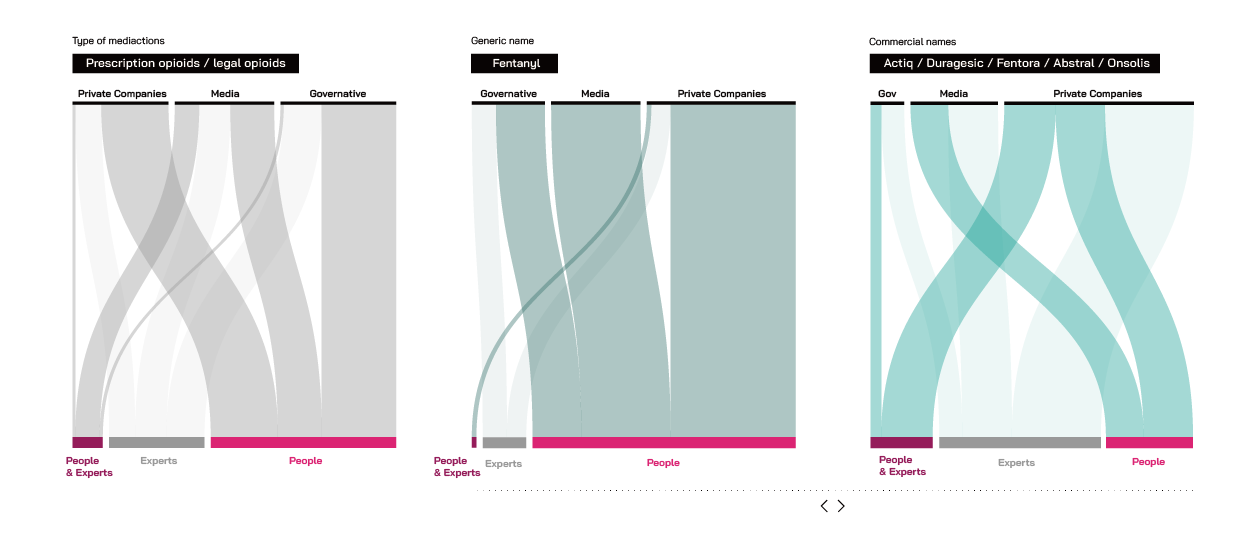 Type of mediactions
Prescription opioids / legal opioids
Private Companies
Media
Governative
People
& Experts
Experts
People
Generic name
Fentanyl
Governative
Media
Private Companies
People
& Experts
Experts
People
Commercial names
Actiq / Duragesic / Fentora / Abstral / Onsolis
Gov
Media
Private Companies
People
& Experts
Experts
People